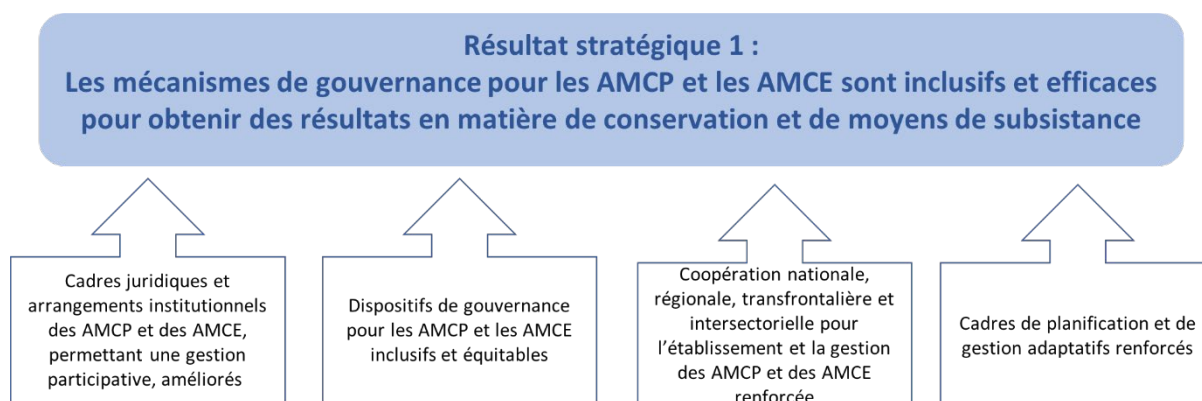 Résultat stratégique 1 :
Les mécanismes de gouvernance pour les AMCP et les AMCE sont inclusifs et efficaces
pour obtenir des résultats en matière de conservation et de moyens de subsistance
Cadres juridiques et
arrangements institutionnels
des AMCP et des AMCE,
permettant une gestion
participative, améliorés
Dispositifs de gouvernance
pour les AMCP et les AMCE
inclusifs et équitables
Coopération nationale,
régionale, transfrontalière et
intersectorielle pour
l'établissement et la gestion
des AMCP et des AMCE
renforcée
Cadres de planification et de
gestion adaptatifs renforcés